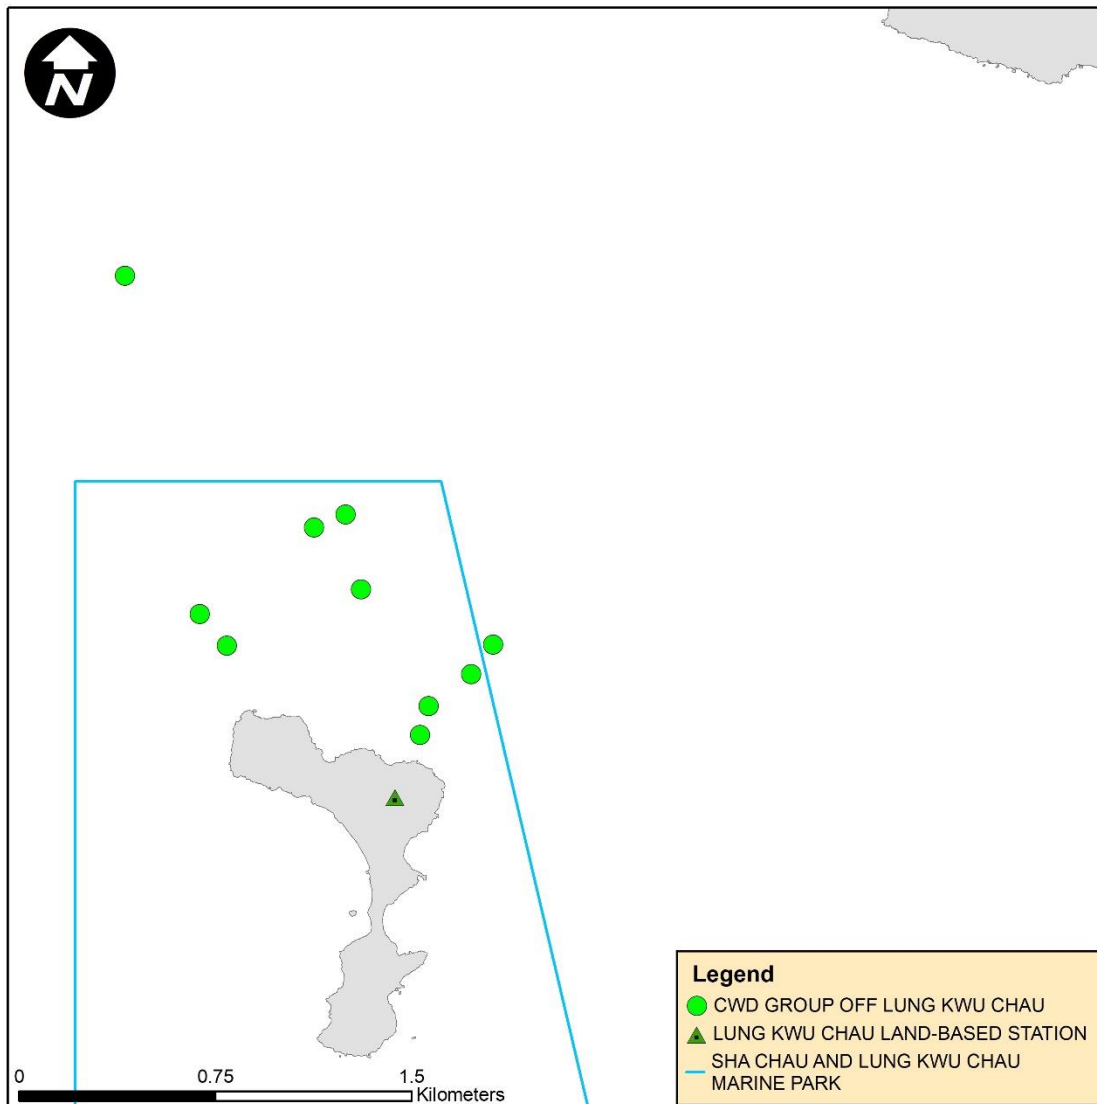 N
Legend
CWD GROUP OFF LUNG KWU CHAU
LUNG KWU CHAU LAND-BASED STATION
SHA CHAU AND LUNG KWU CHAU
MARINE PARK
0 0.75 1.5
Kilometers